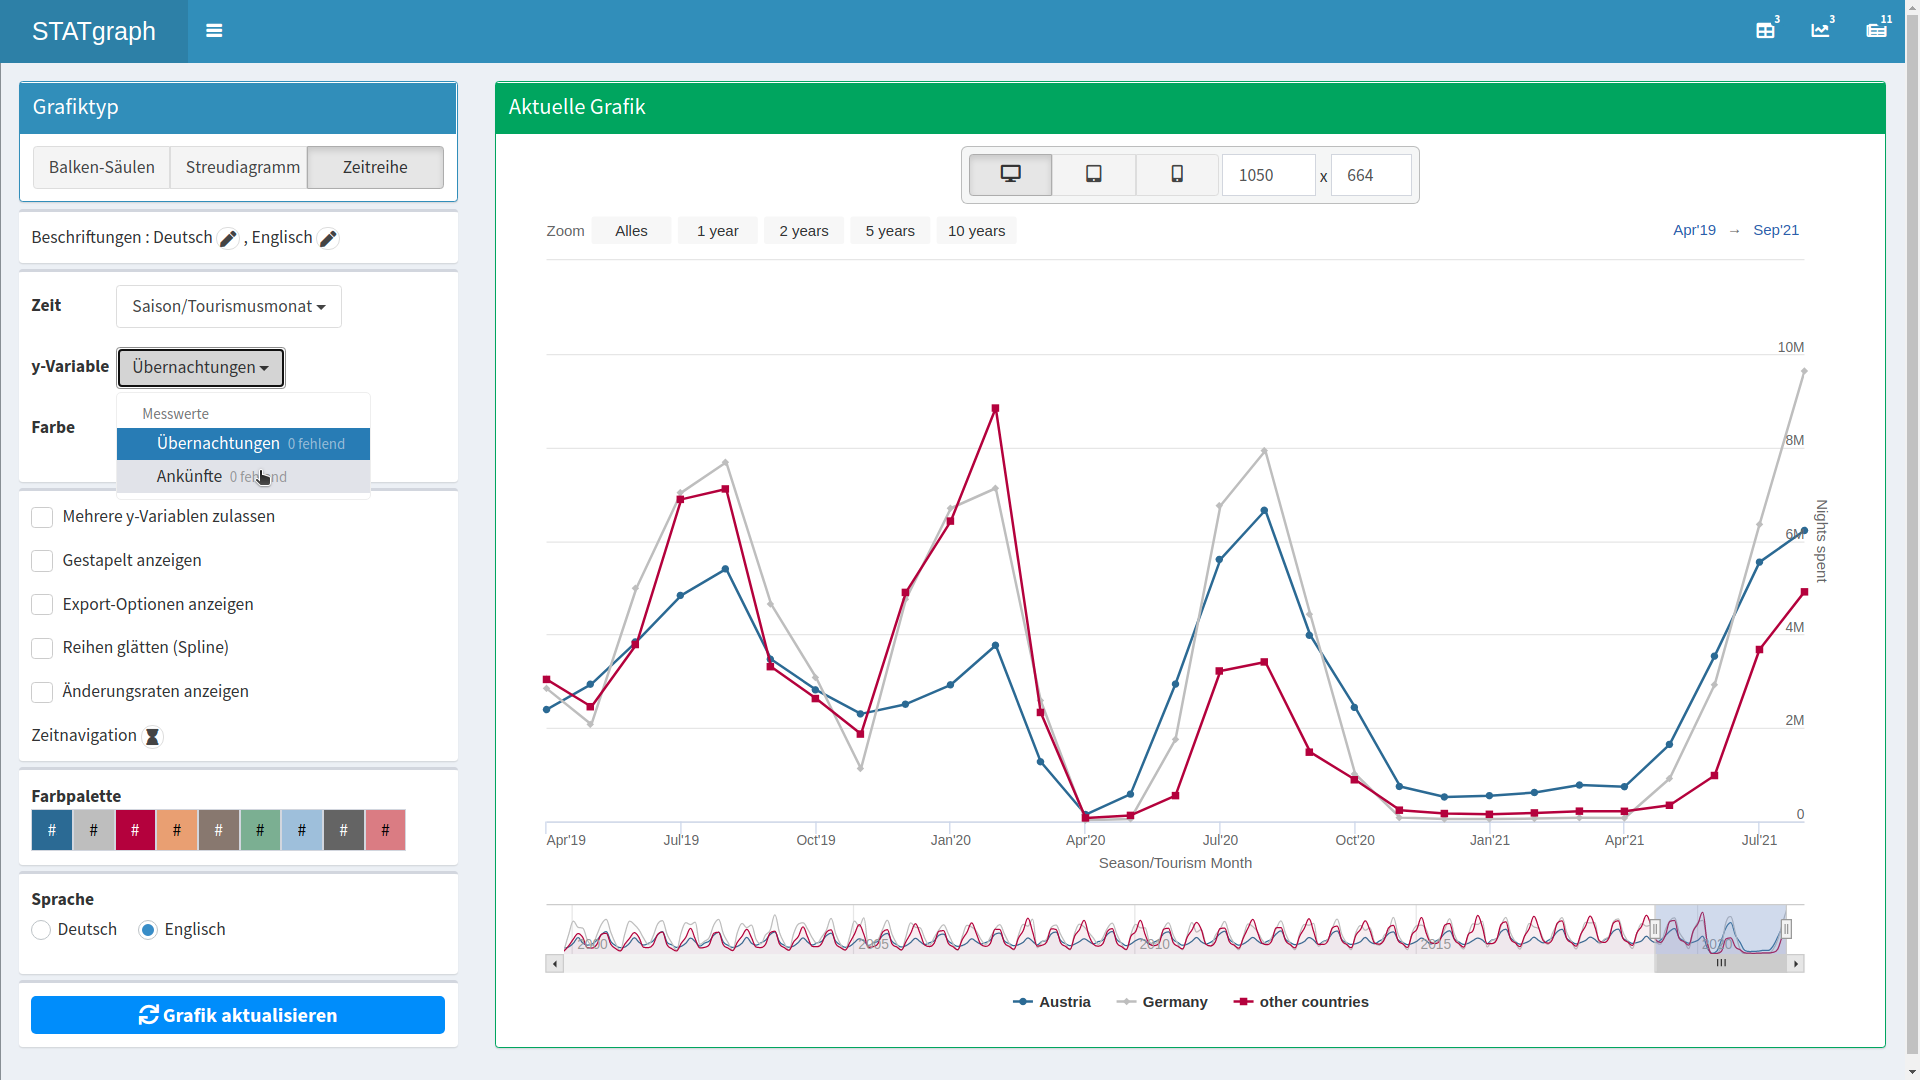 STATgraph
3
3
11
Grafiktyp
Balken-Säulen
Streudiagramm
Zeitreihe
Beschriftungen : Deutsch , Englisch
Zeit
Saison/Tourismusmonat
y-Variable
Übernachtungen
Messwerte
Übernachtungen 0 fehlend
Ankünfte 0 fehlend
Farbe
Mehrere y-Variablen zulassen
Gestapelt anzeigen
Export-Optionen anzeigen
Reihen glätten (Spline)
Änderungsraten anzeigen
Zeitnavigation
Farbpalette
# # # # # # # # #
Sprache
Deutsch
Englisch
Grafik aktualisieren
Aktuelle Grafik
1050 x 664
Zoom Alles 1 year 2 years 5 years 10 years
Apr'19 → Sep'21
10M
8M
6M
4M
2M
0
Nights spent
Apr'19 Jul'19 Oct'19 Jan'20 Apr'20 Jul'20 Oct'20 Jan'21 Apr'21 Jul'21
Season/Tourism Month
2000 2005 2010 2015 2020
Austria Germany other countries